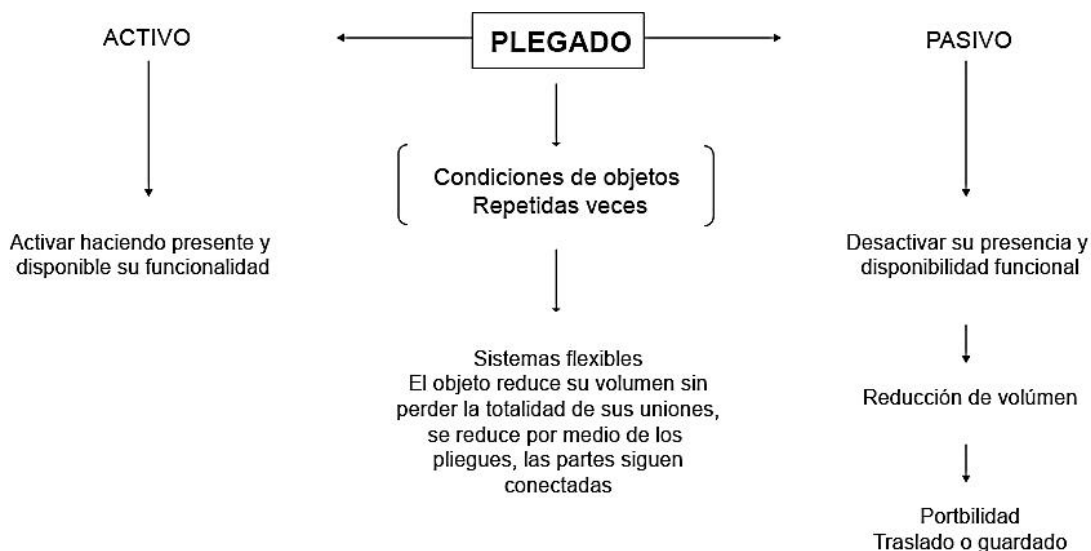 PLEGADO
ACTIVO
Activar haciendo presente y
disponible su funcionalidad
Condiciones de objetos
Repetidas veces
Sistemas flexibles
El objeto reduce su volumen sin
perder la totalidad de sus uniones,
se reduce por medio de los
pliegues, las partes siguen
conectadas
PASIVO
Desactivar su presencia y
disponibilidad funcional
Reducción de volúmen
Portbilidad
Traslado o guardado